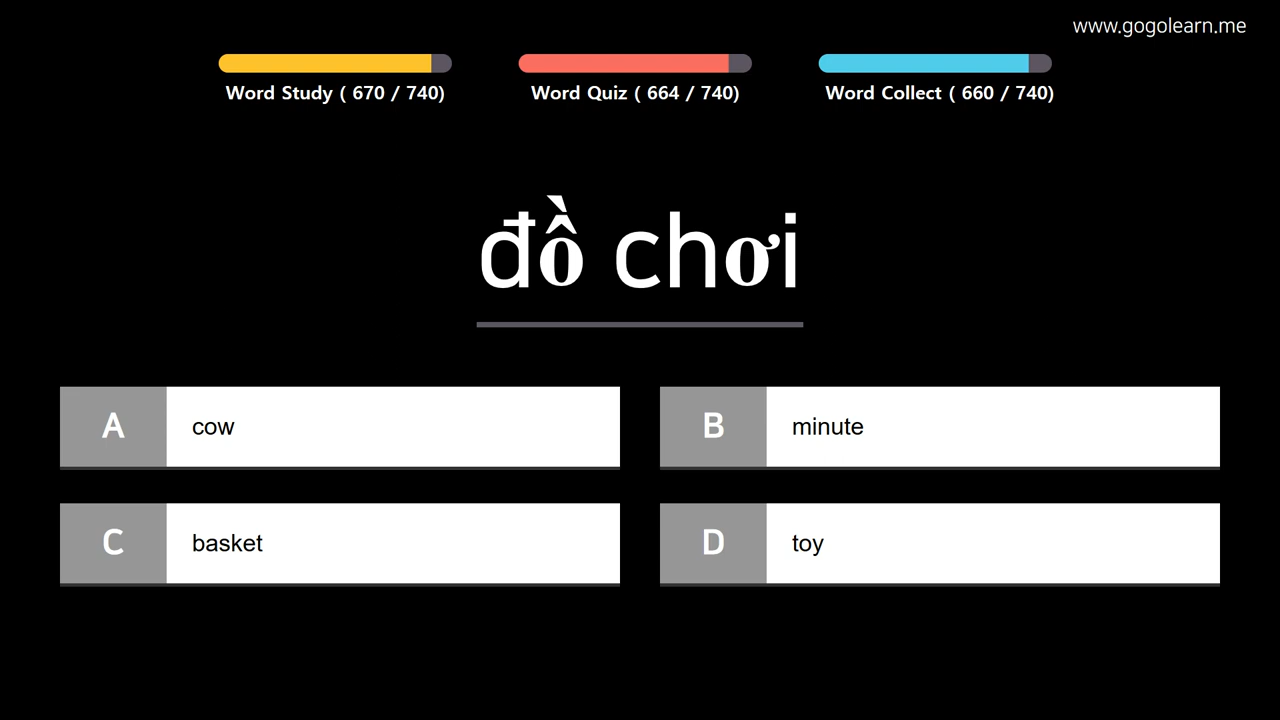 www.gogolearn.me
Word Study ( 670 / 740)
Word Quiz ( 664 / 740)
Word Collect ( 660 / 740)
đồ chơi
A cow
B minute
C basket
D toy